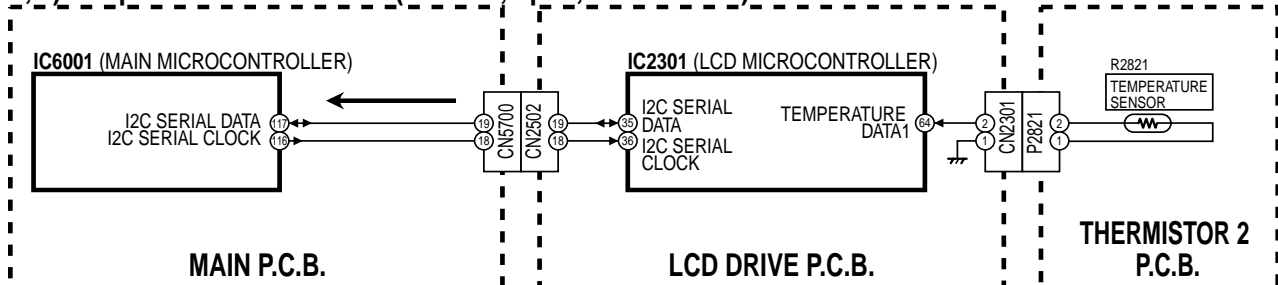 IC6001 (MAIN MICROCONTROLLER)
I2C SERIAL DATA
I2C SERIAL CLOCK
117
116
19
18
CN5700
CN2502
19
18
IC2301 (LCD MICROCONTROLLER)
35
36
I2C SERIAL
DATA
I2C SERIAL
CLOCK
TEMPERATURE
DATA1
64
2
1
CN2301
P2821
2
1
R2821
TEMPERATURE
SENSOR
MAIN P.C.B.
LCD DRIVE P.C.B.
THERMISTOR 2
P.C.B.